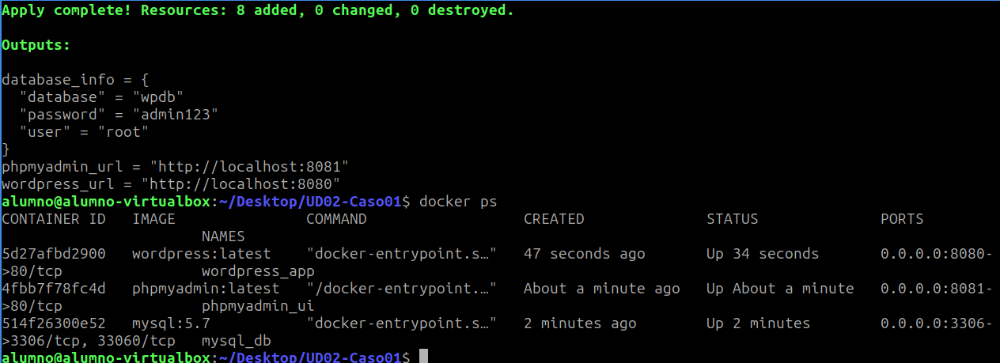 Apply complete! Resources: 8 added, 0 changed, 0 destroyed.
Outputs:
database_info = {
  "database" = "wpdb"
  "password" = "admin123"
  "user" = "root"
}
phpmyadmin_url = "http://localhost:8081"
wordpress_url = "http://localhost:8080"
alumno@alumno-virtualbox:~/Desktop/UD02-Caso01$ docker ps
CONTAINER ID   IMAGE               COMMAND                  CREATED              STATUS              PORTS
                       NAMES
5d27afbd2900   wordpress:latest    "docker-entrypoint.s…"   47 seconds ago       Up 34 seconds       0.0.0.0:8080-
>80/tcp                wordpress_app
4fbb7f78fc4d   phpmyadmin:latest   "/docker-entrypoint.…"   About a minute ago   Up About a minute   0.0.0.0:8081-
>80/tcp                phpmyadmin_ui
514f26300e52   mysql:5.7           "docker-entrypoint.s…"   2 minutes ago        Up 2 minutes        0.0.0.0:3306-
>3306/tcp, 33060/tcp   mysql_db
alumno@alumno-virtualbox:~/Desktop/UD02-Caso01$